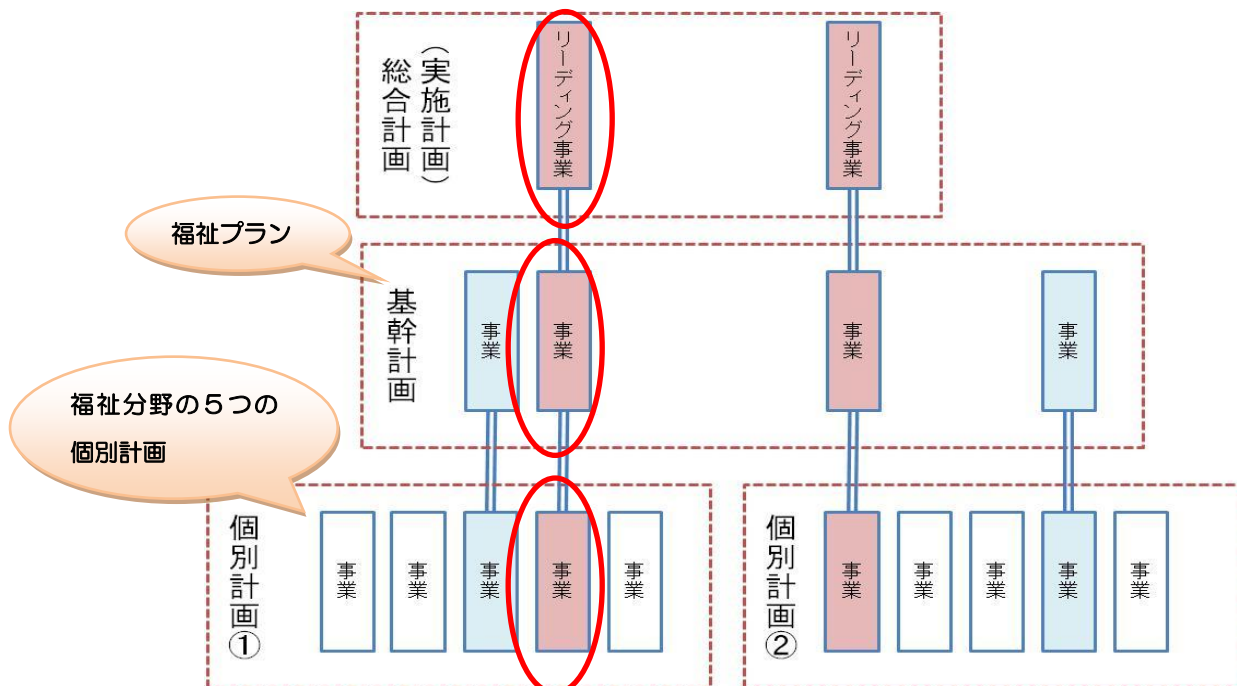 (実施計画)
総合計画
リーディング事業
リーディング事業
福祉プラン
基幹計画
事業
事業
事業
事業
福祉分野の5つの
個別計画
個別計画①
事業
事業
事業
事業
事業
個別計画②
事業
事業
事業
事業
事業